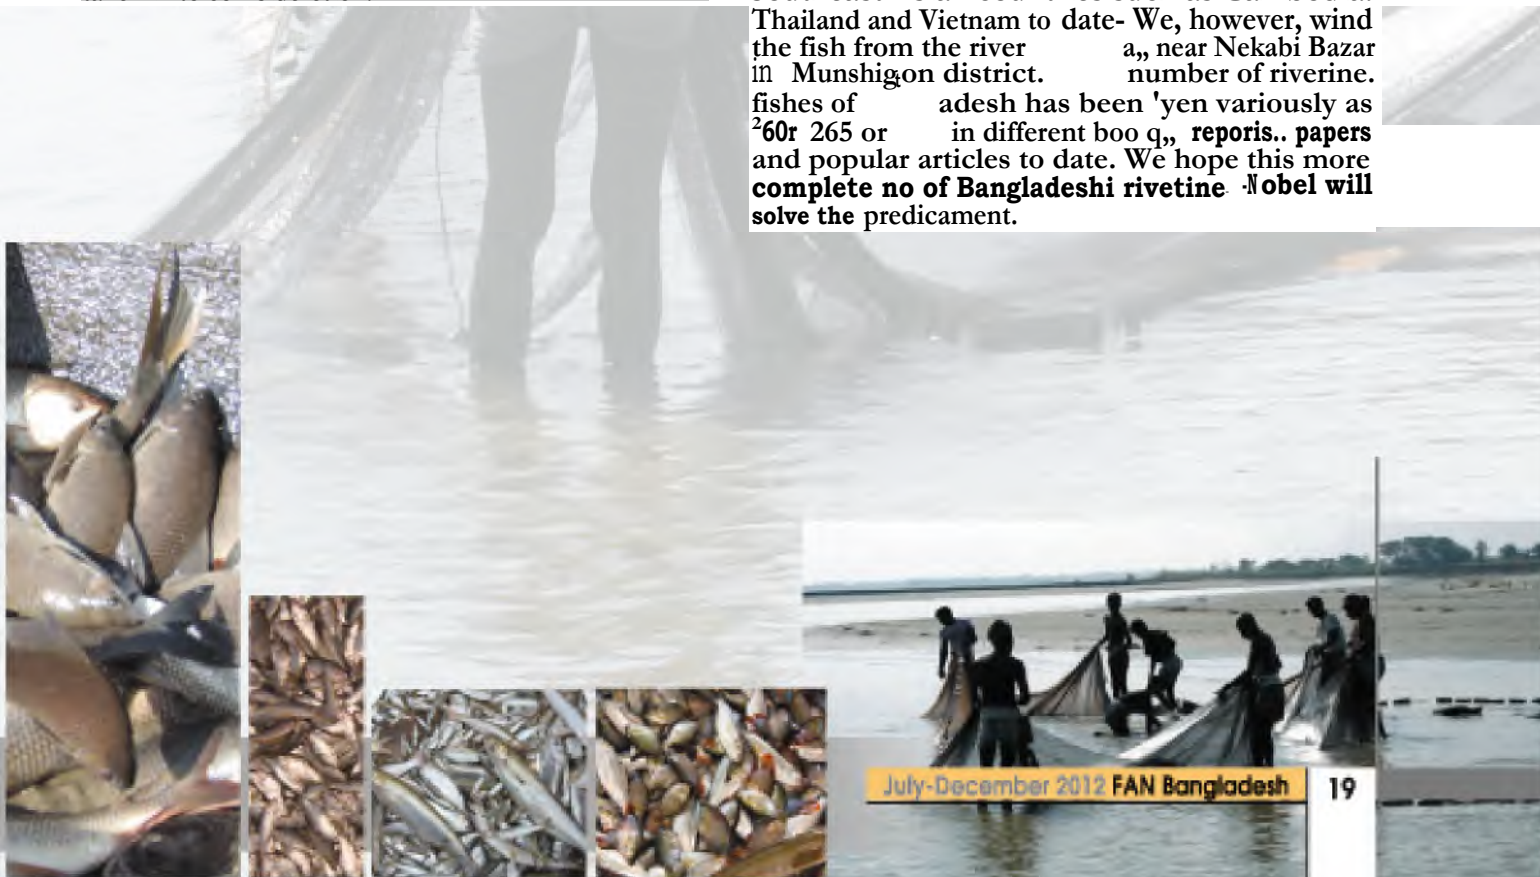 Thailand and Vietnam to date- We, however, wind
the fish from the river a,, near Nekabi Bazar
in Munshigon district. number of riverine.
fishes of adesh has been 'yen variously as
²60r 265 or in different boo q,, reporis.. papers
and popular articles to date. We hope this more
complete no of Bangladeshi rivetine -Nobel will
solve the predicament.
July-December 2012 FAN Bangladesh 19